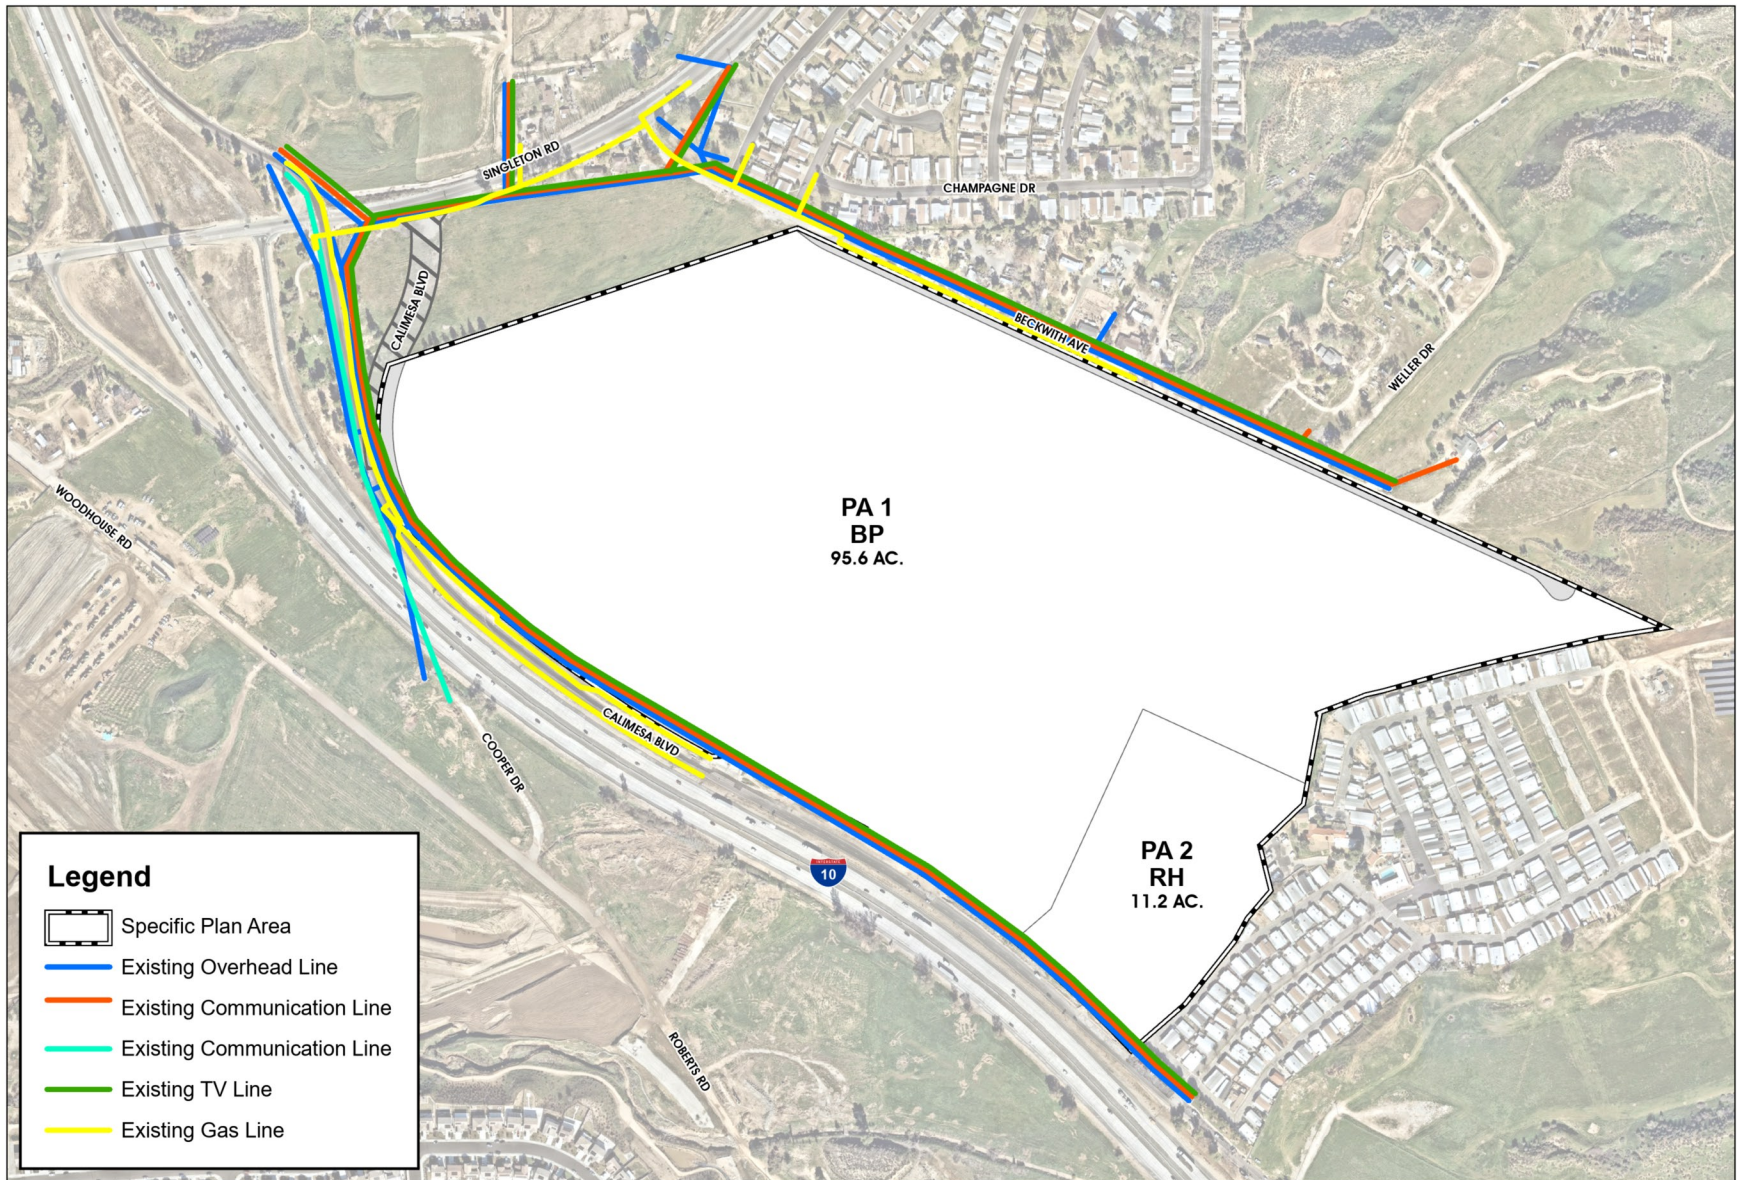 SINGLETON RD
CHAMPAGNE DR
CALIMESA BLVD
BECKWITH AVE
WELLER DR
WOODHOUSE RD
PA 1
BP
95.6 AC.
CALIMESA BLVD
COOPER DR
INTERSTATE
10
PA 2
RH
11.2 AC.
ROBERTS RD
Legend
Specific Plan Area
Existing Overhead Line
Existing Communication Line
Existing Communication Line
Existing TV Line
Existing Gas Line